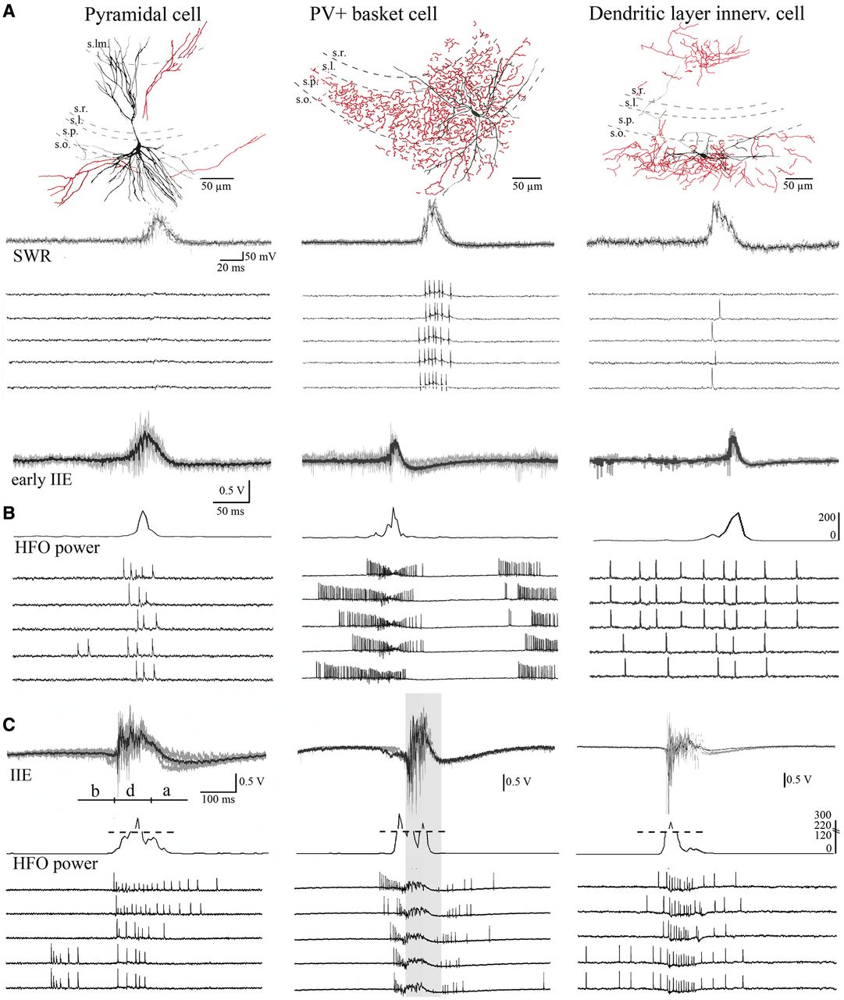 A
Pyramidal cell
PV+ basket cell
Dendritic layer innerv. cell
s.lm.
s.r.
s.l.
s.p.
s.o.
50 µm
s.r.
s.l.
s.p.
s.o.
50 µm
s.r.
s.l.
s.p.
s.o.
50 µm
SWR
50 mV
20 ms
early IIE
0.5 V
50 ms
B
HFO power
200
0
C
IIE
b d a
0.5 V
100 ms
0.5 V
0.5 V
HFO power
300
220
120
0